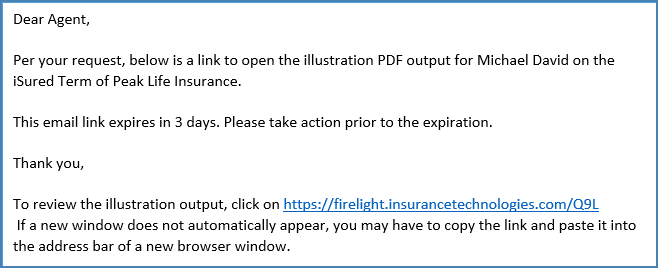 Dear Agent,
Per your request, below is a link to open the illustration PDF output for Michael David on the
iSured Term of Peak Life Insurance.
This email link expires in 3 days. Please take action prior to the expiration.
Thank you,
To review the illustration output, click on https://firelight.insurancetechnologies.com/Q9L
If a new window does not automatically appear, you may have to copy the link and paste it into
the address bar of a new browser window.